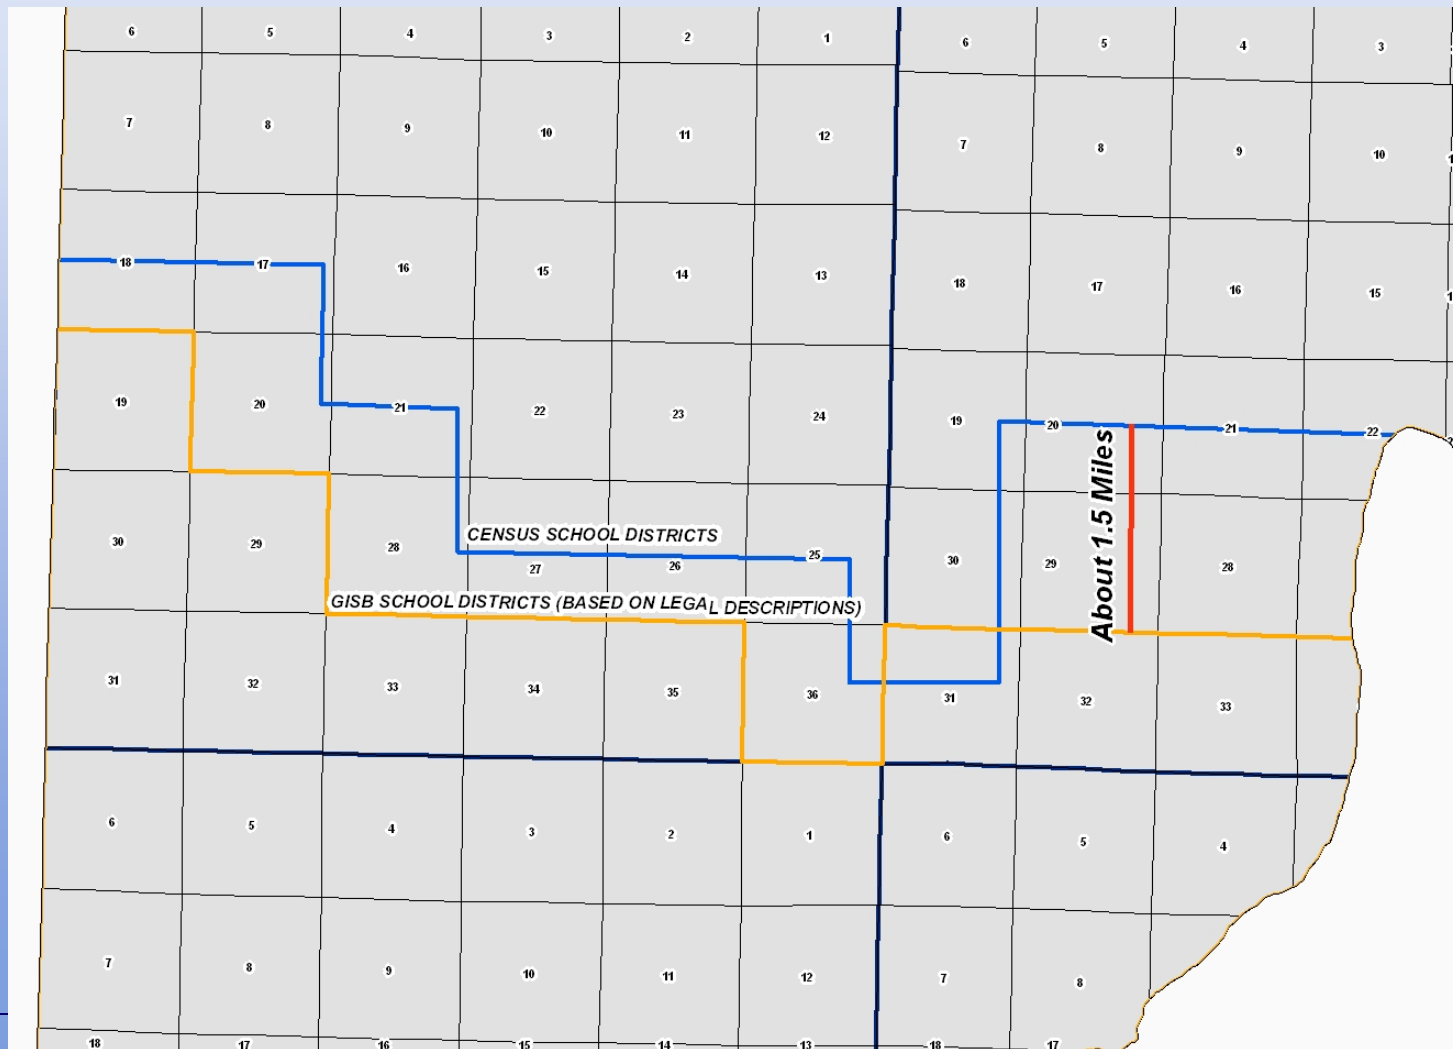 6 5 4 3 2 1 6 5 4 3
7 8 9 10 11 12 7 8 9 10
18 17 16 15 14 13 18 17 16 15
19 20 21 22 23 24 19 20 21 22
CENSUS SCHOOL DISTRICTS
30 29 28 27 26 25 30 29 28
About 1.5 Miles
GISB SCHOOL DISTRICTS (BASED ON LEGAL DESCRIPTIONS)
31 32 33 34 35 36 31 32 33
6 5 4 3 2 1 6 5 4
7 8 9 10 11 12 7 8
18 17 16 15 14 13 18 17